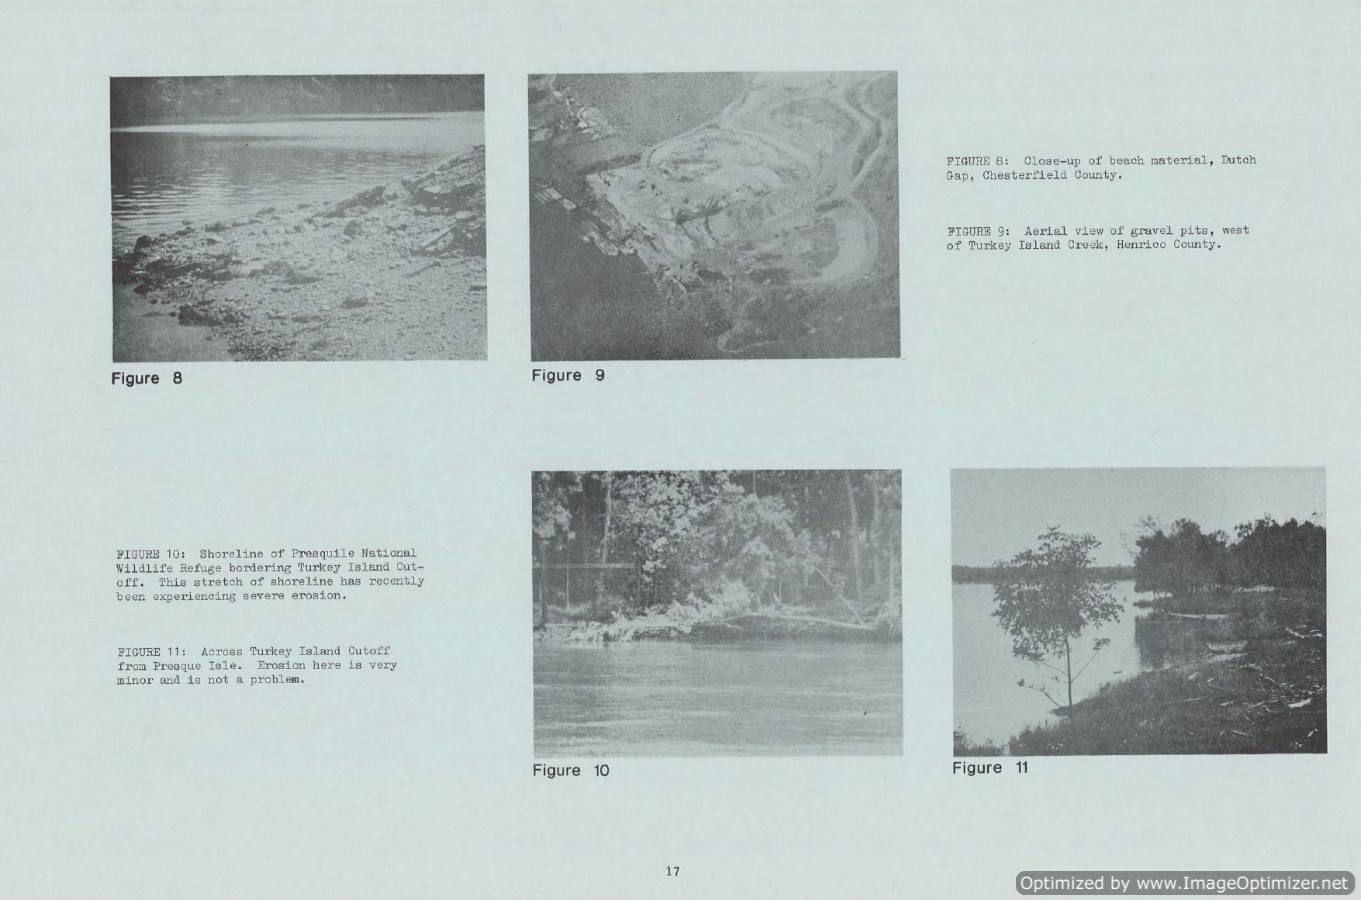 FIGURE 8: Close-up of beach material, Dutch
Gap, Chesterfield County.
FIGURE 9: Aerial view of gravel pits, west
of Turkey Island Creek, Henrico County.
Figure 8
Figure 9
FIGURE 10: Shoreline of Presquile National
Wildlife Refuge bordering Turkey Island Cut-
off. This stretch of shoreline has recently
been experiencing severe erosion.
FIGURE 11: Across Turkey Island Cutoff
from Presque Isle. Erosion here is very
minor and is not a problem.
Figure 10
Figure 11
17
Optimized by www.ImageOptimizer.net